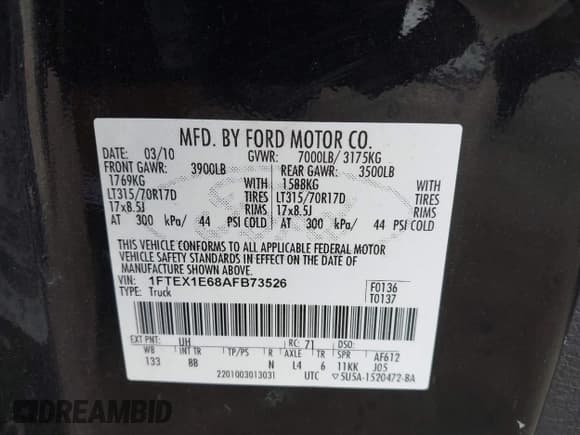 MFD. BY FORD MOTOR CO.
DATE: 03/10 GVWR: 7000LB/ 3175KG
FRONT GAWR: 3900LB REAR GAWR: 3500LB
1769KG WITH 1588KG WITH
LT315/70R17D TIRES LT315/70R17D TIRES
17x8.5J RIMS 17x8.5J RIMS
AT 300 kPa/ 44 PSI COLD AT 300 kPa/ 44 PSI COLD
THIS VEHICLE CONFORMS TO ALL APPLICABLE FEDERAL MOTOR
VEHICLE SAFETY STANDARDS IN EFFECT ON THE DATE OF
MANUFACTURE SHOWN ABOVE.
VIN: 1FTEX1E68AFB73526 F0136
TYPE: Truck T0137
EXT PNT: UH RC: 71 DSO:
WB INT TR TP/PS R AXLE TR SPR AF612
133 BB N L4 6 11KK J05
2201003013031 UTC ▽5U5A-1520472-BA
DREAMBID